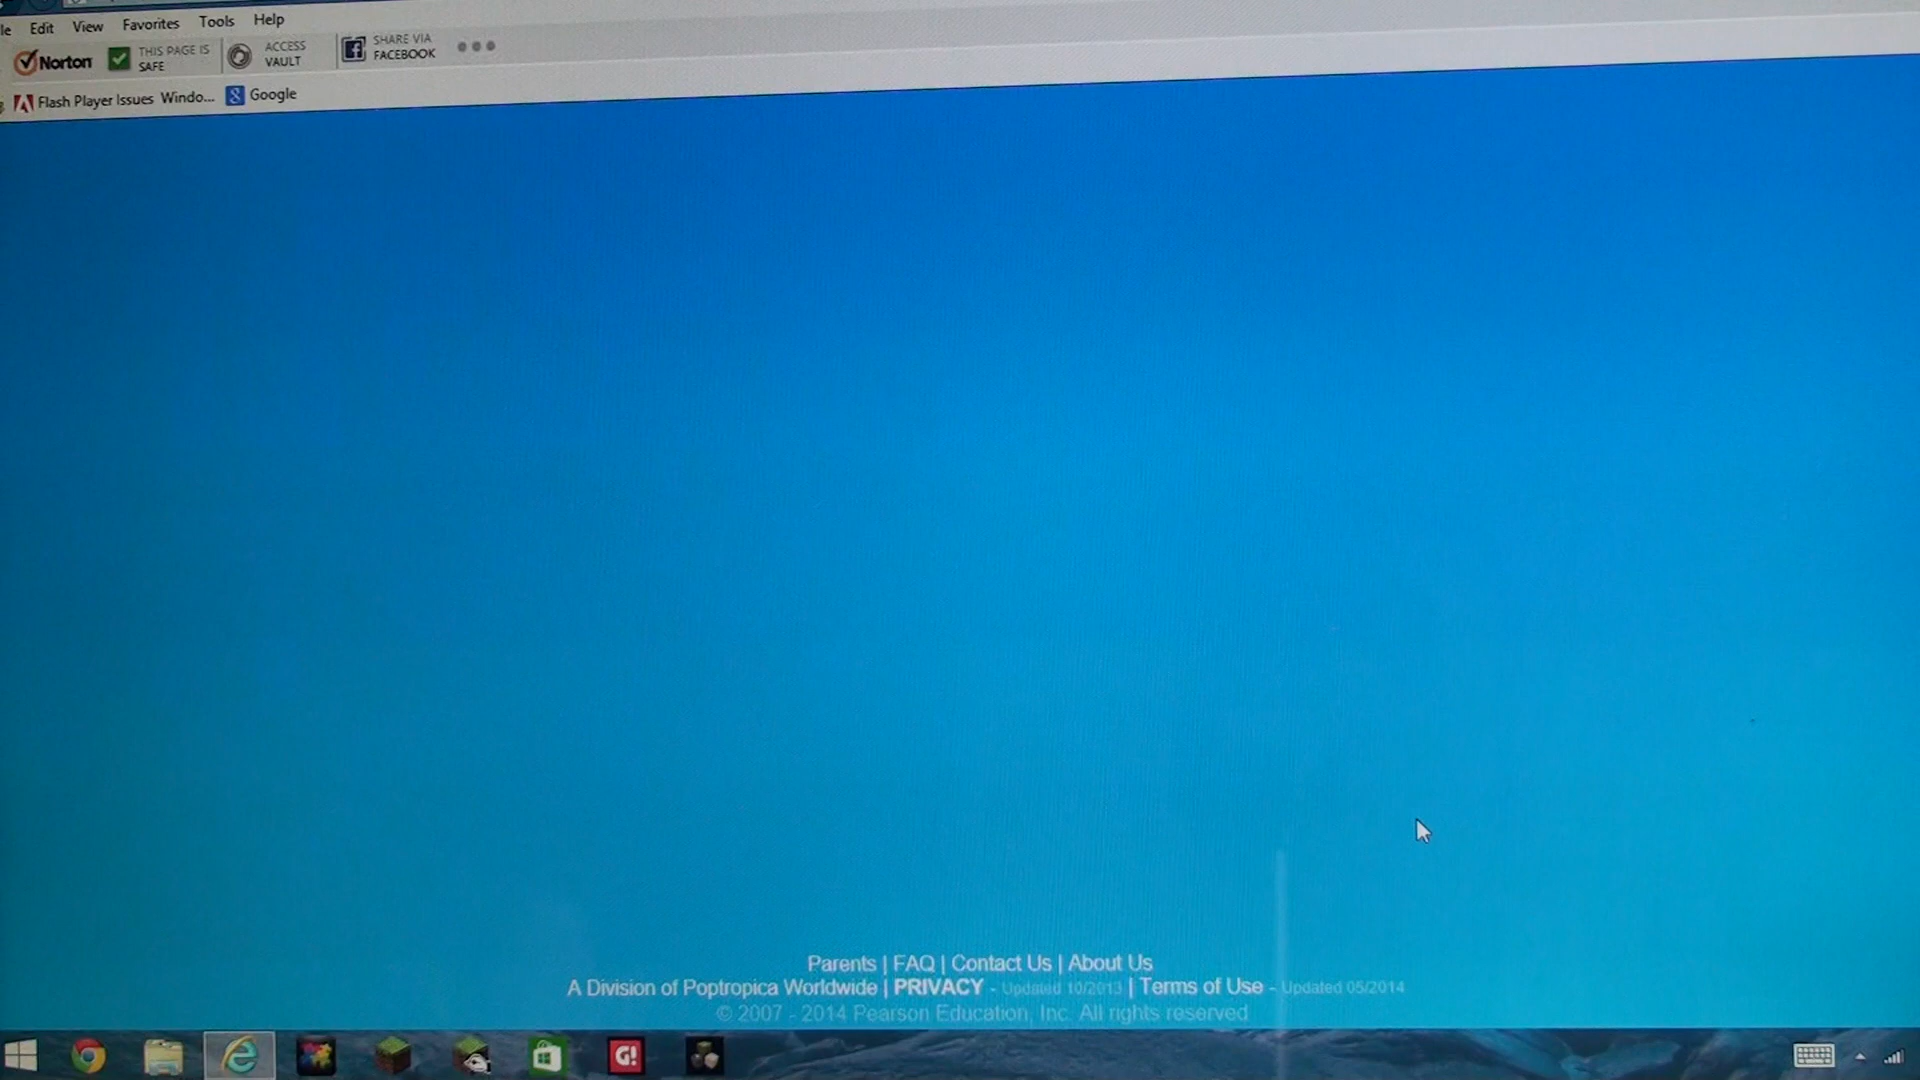 le Edit View Favorites Tools Help
Norton THIS PAGE IS SAFE ACCESS VAULT SHARE VIA FACEBOOK
Flash Player Issues Windo... Google
Parents | FAQ | Contact Us | About Us
A Division of Poptropica Worldwide | PRIVACY - Updated 10/2013 | Terms of Use - Updated 05/2014
© 2007 - 2014 Pearson Education, Inc. All rights reserved
G!